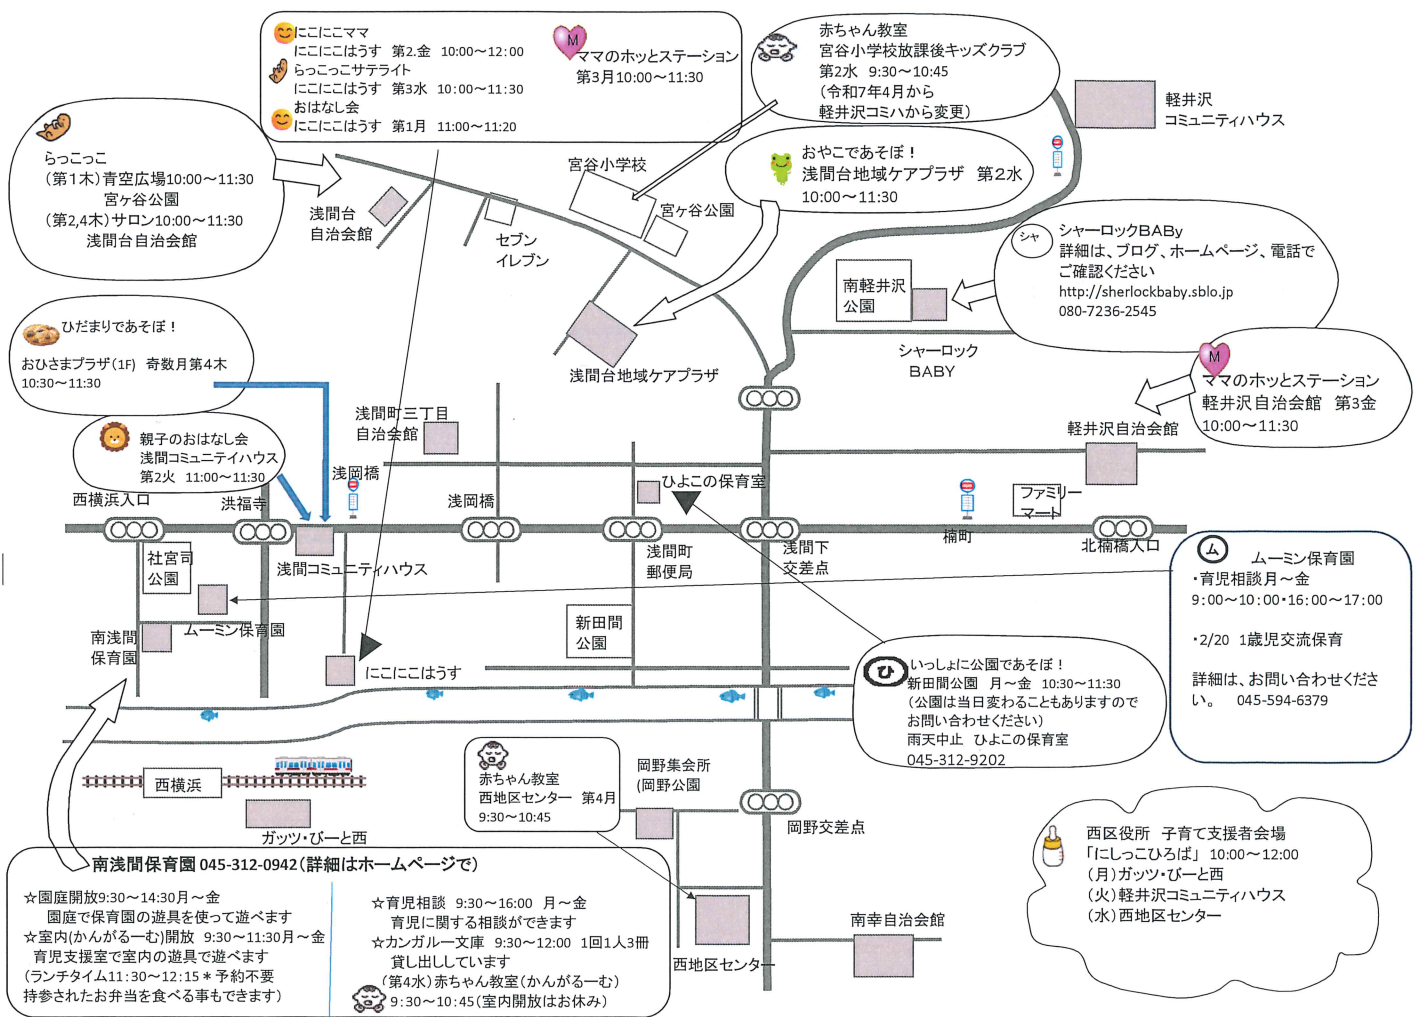 にこにこママ
にこにこはうす 第2.金 10:00～12:00
らっこっこサテライト
にこにこはうす 第3水 10:00～11:30
おはなし会
にこにこはうす 第1月 11:00～11:20
M
ママのホッとステーション
第3月10:00～11:30
赤ちゃん教室
宮谷小学校放課後キッズクラブ
第2水 9:30～10:45
(令和7年4月から
軽井沢コミハから変更)
軽井沢
コミュニティハウス
らっこっこ
(第1木)青空広場10:00～11:30
宮ヶ谷公園
(第2,4木)サロン10:00～11:30
浅間台自治会館
おやこであそぼ！
浅間台地域ケアプラザ 第2水
10:00～11:30
宮谷小学校
宮ヶ谷公園
浅間台
自治会館
セブン
イレブン
シャ
シャーロックBABy
詳細は、ブログ、ホームページ、電話で
ご確認ください
http://sherlockbaby.sblo.jp
080-7236-2545
南軽井沢
公園
シャーロック
BABY
浅間台地域ケアプラザ
ひだまりであそぼ！
おひさまプラザ(1F) 奇数月第4木
10:30～11:30
M
ママのホッとステーション
軽井沢自治会館 第3金
10:00～11:30
親子のおはなし会
浅間コミュニテイハウス
第2火 11:00～11:30
浅間町三丁目
自治会館
軽井沢自治会館
西横浜入口
洪福寺
浅岡橋
浅岡橋
ひよこの保育室
ファミリー
マート
浅間コミュニティハウス
浅間町
郵便局
浅間下
交差点
楠町
北楠橋入口
社宮司
公園
ムーミン保育園
南浅間
保育園
にこにこはうす
新田間
公園
ム
ムーミン保育園
・育児相談月～金
9:00～10:00・16:00～17:00
・2/20 1歳児交流保育
詳細は、お問い合わせくださ
い。 045-594-6379
ひ
いっしょに公園であそぼ！
新田間公園 月～金 10:30～11:30
(公園は当日変わることもありますので
お問い合わせください)
雨天中止 ひよこの保育室
045-312-9202
西横浜
ガッツ・びーと西
赤ちゃん教室
西地区センター 第4月
9:30～10:45
岡野集会所
(岡野公園
岡野交差点
南幸自治会館
西地区センター
西区役所 子育て支援者会場
「にしっこひろば」 10:00～12:00
(月)ガッツ・びーと西
(火)軽井沢コミュニティハウス
(水)西地区センター
南浅間保育園 045-312-0942(詳細はホームページで)
☆園庭開放9:30～14:30月～金
園庭で保育園の遊具を使って遊べます
☆室内(かんがるーむ)開放 9:30～11:30月～金
育児支援室で室内の遊具で遊べます
(ランチタイム11:30～12:15＊予約不要
持参されたお弁当を食べる事もできます)
☆育児相談 9:30～16:00 月～金
育児に関する相談ができます
☆カンガルー文庫 9:30～12:00 1回1人3冊
貸し出ししています
(第4水)赤ちゃん教室(かんがるーむ)
9:30～10:45(室内開放はお休み)